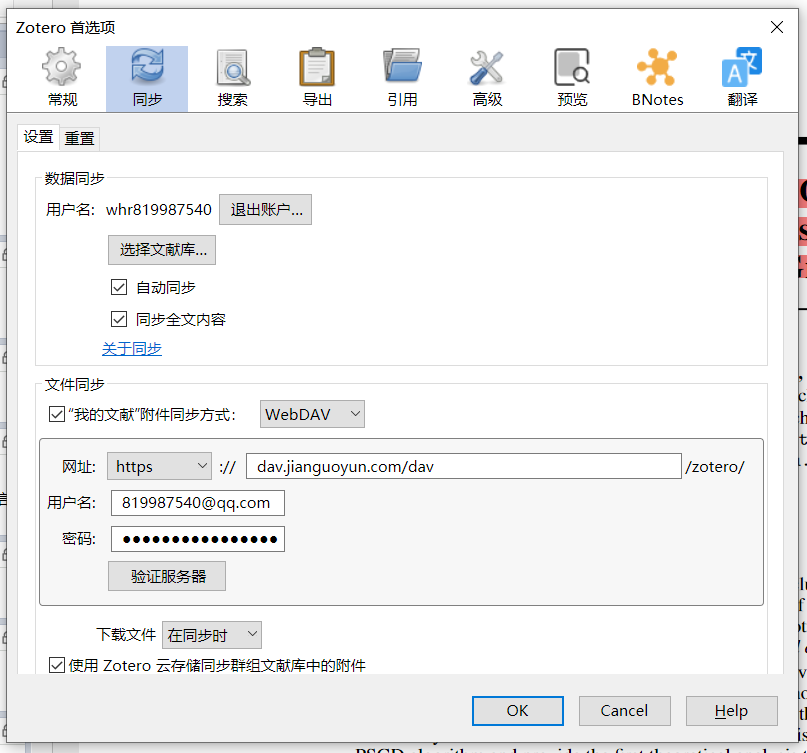 Zotero 首选项
常规 同步 搜索 导出 引用 高级 预览 BNotes 翻译
设置 重置
数据同步
用户名: whr819987540 退出账户...
选择文献库...
自动同步
同步全文内容
关于同步
文件同步
“我的文献”附件同步方式: WebDAV
网址: https :// dav.jianguoyun.com/dav /zotero/
用户名: 819987540@qq.com
密码: ●●●●●●●●●●●●●●●●
验证服务器
下载文件 在同步时
使用 Zotero 云存储同步群组文献库中的附件
OK Cancel Help